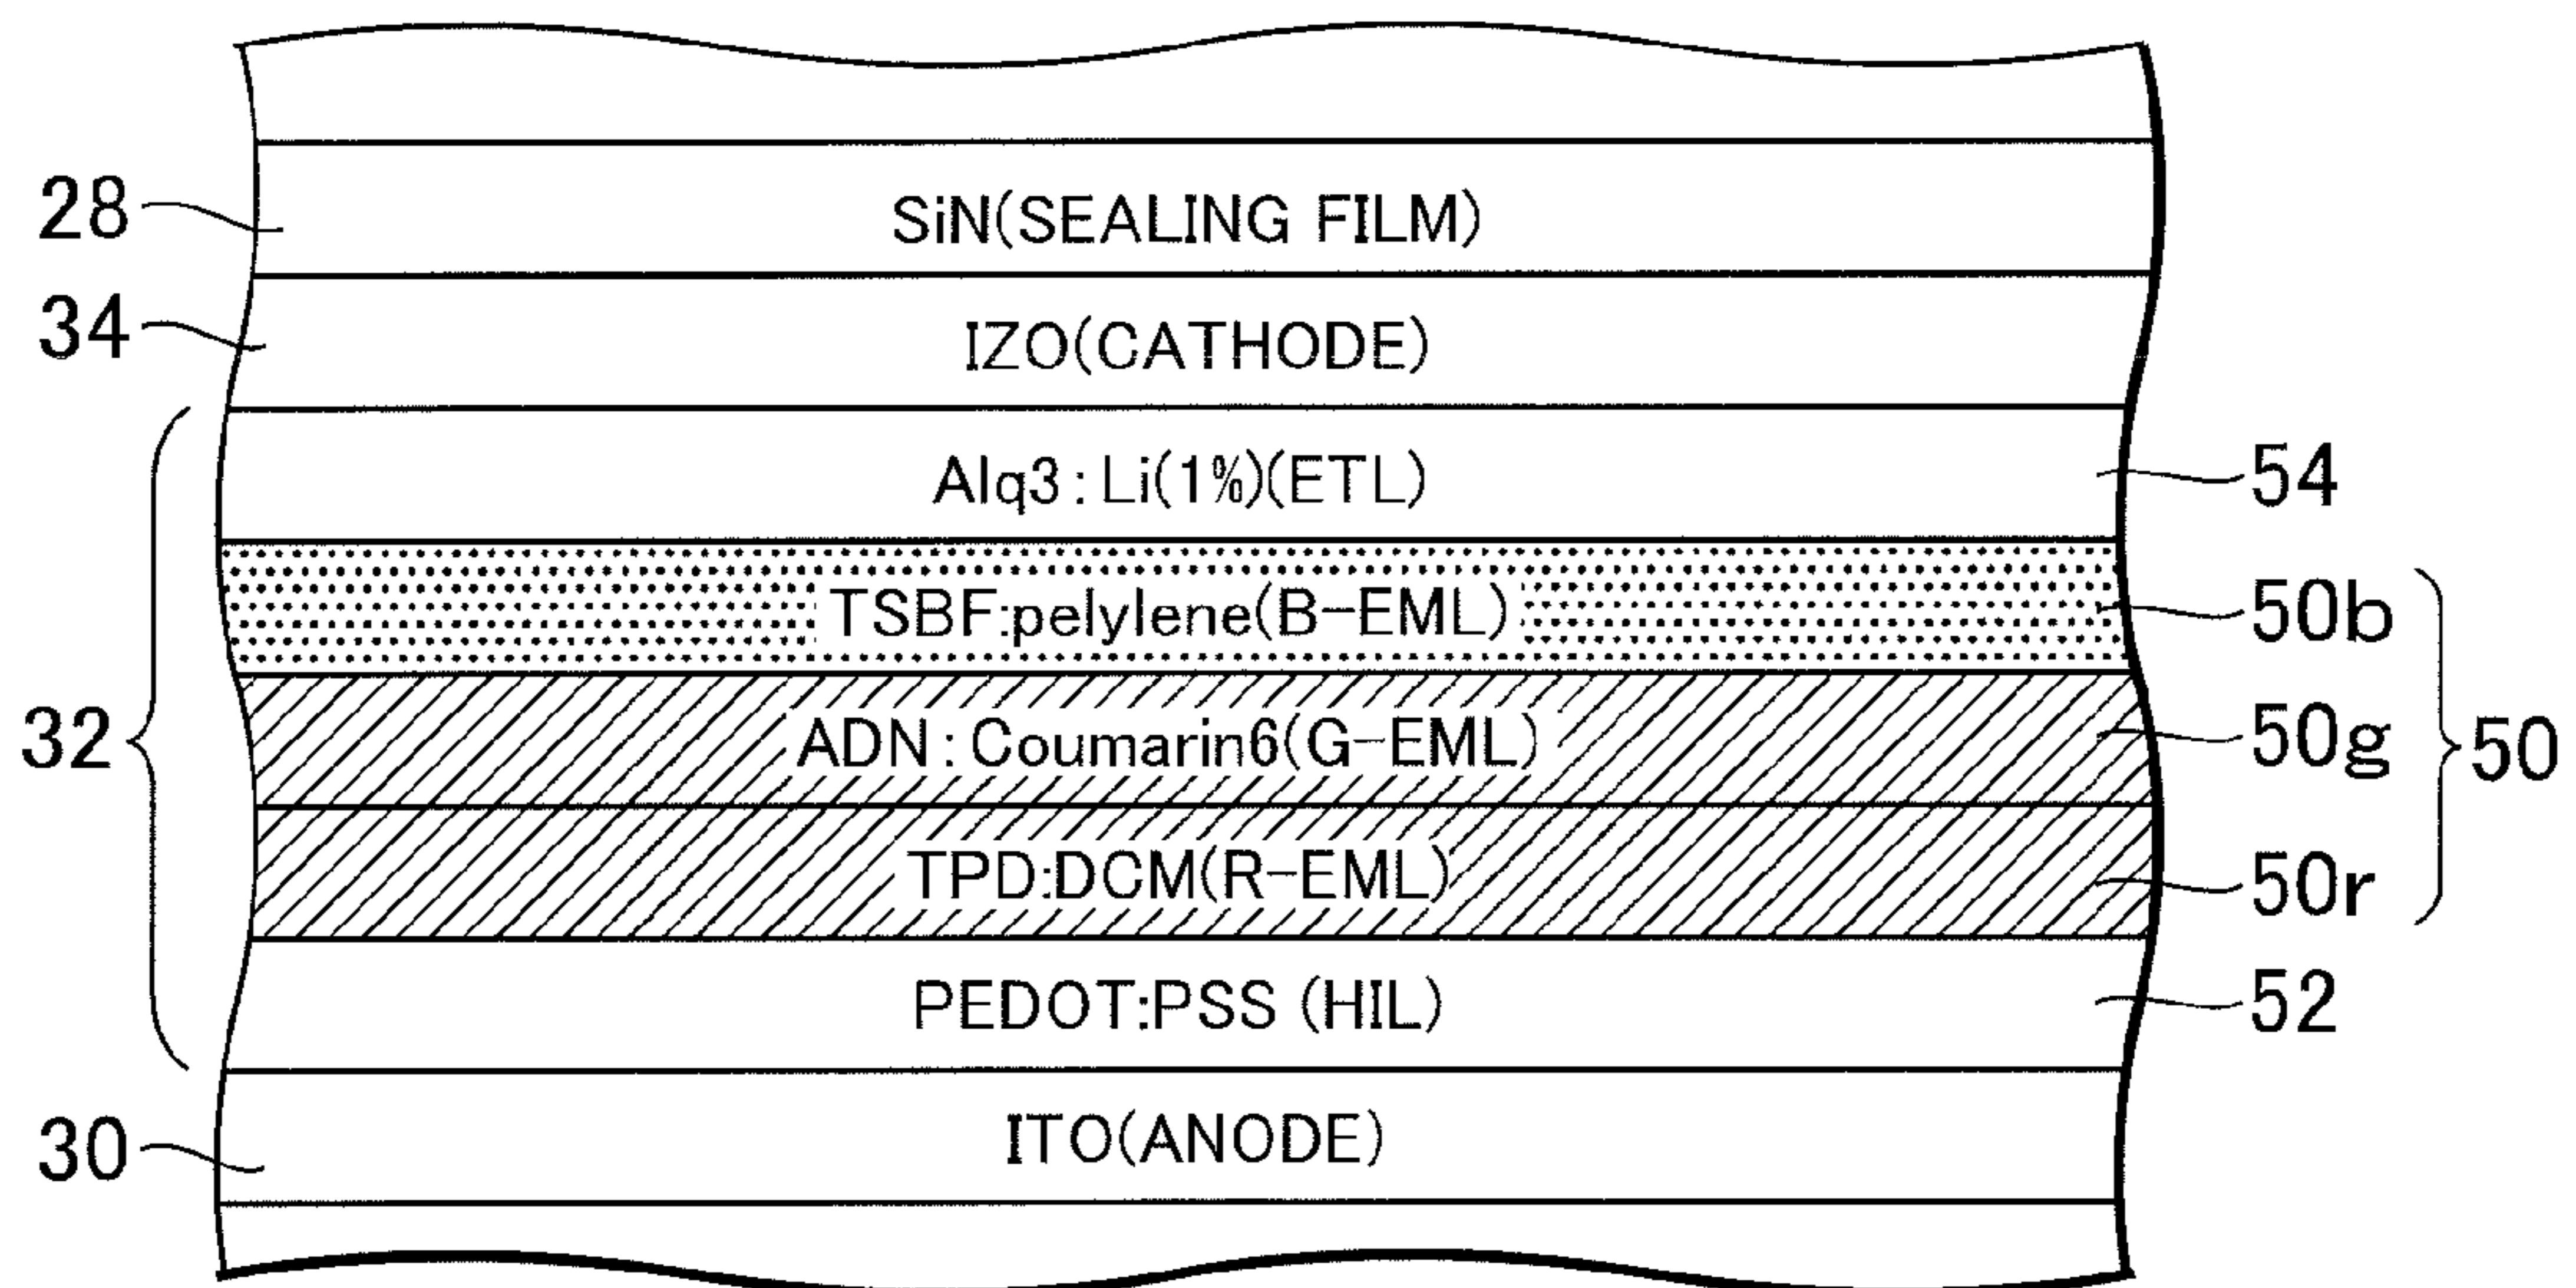 28
SiN(SEALING FILM)
34
IZO(CATHODE)
Alq3:Li(1%)(ETL)
54
TSBF:pelylene(B-EML)
50b
32
ADN:Coumarin6(G-EML)
50g
50
TPD:DCM(R-EML)
50r
PEDOT:PSS (HIL)
52
30
ITO(ANODE)